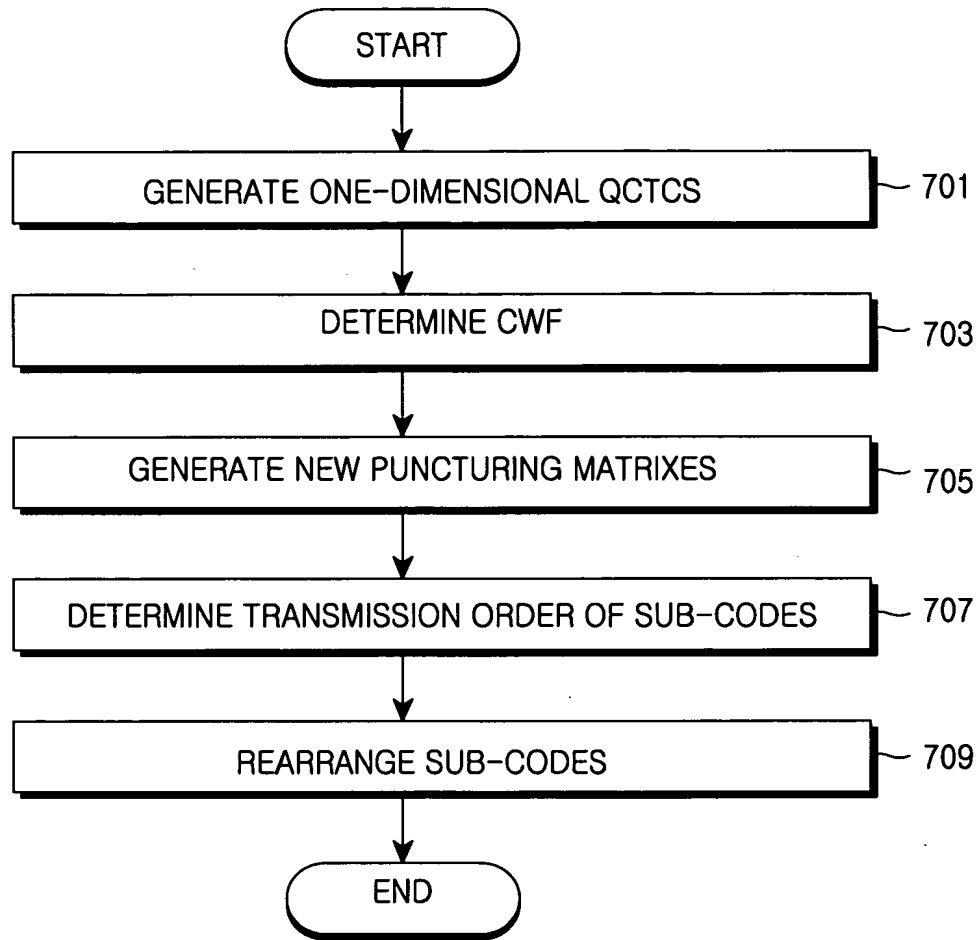 START
GENERATE ONE-DIMENSIONAL QCTCS
701
DETERMINE CWF
703
GENERATE NEW PUNCTURING MATRIXES
705
DETERMINE TRANSMISSION ORDER OF SUB-CODES
707
REARRANGE SUB-CODES
709
END